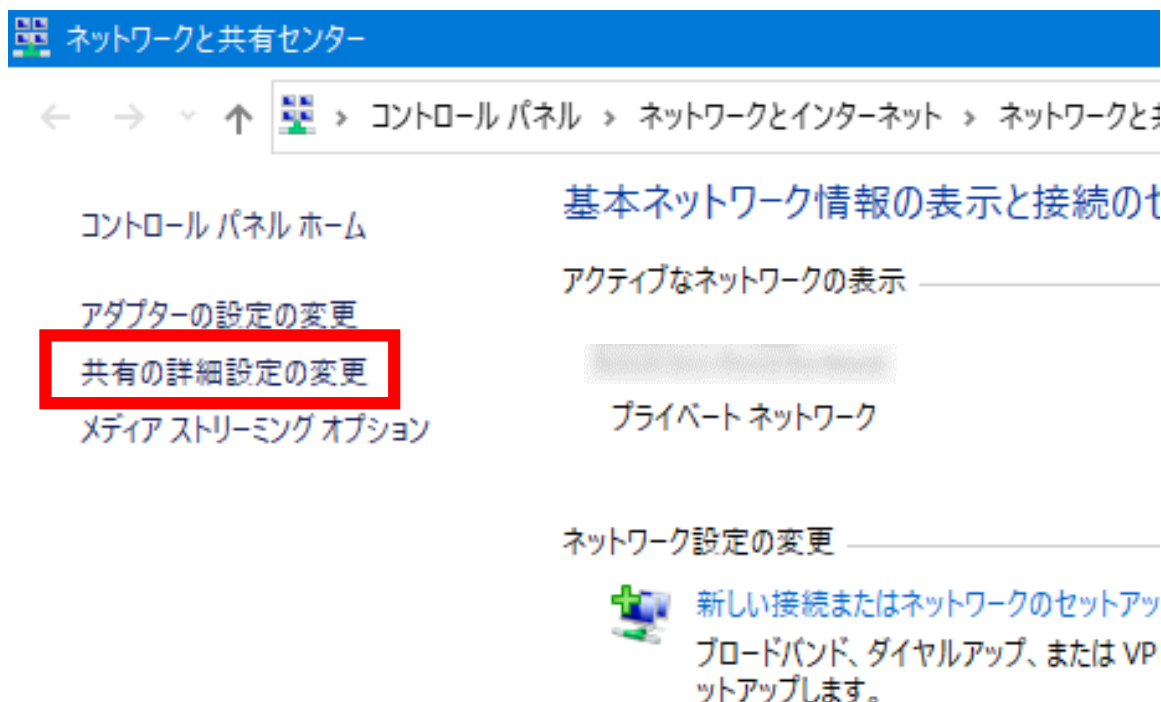 ネットワークと共有センター
コントロール パネル › ネットワークとインターネット › ネットワークと
コントロール パネル ホーム
アダプターの設定の変更
共有の詳細設定の変更
メディア ストリーミング オプション
基本ネットワーク情報の表示と接続の
アクティブなネットワークの表示
プライベート ネットワーク
ネットワーク設定の変更
新しい接続またはネットワークのセットアッ
ブロードバンド、ダイヤルアップ、または VP
ットアップします。